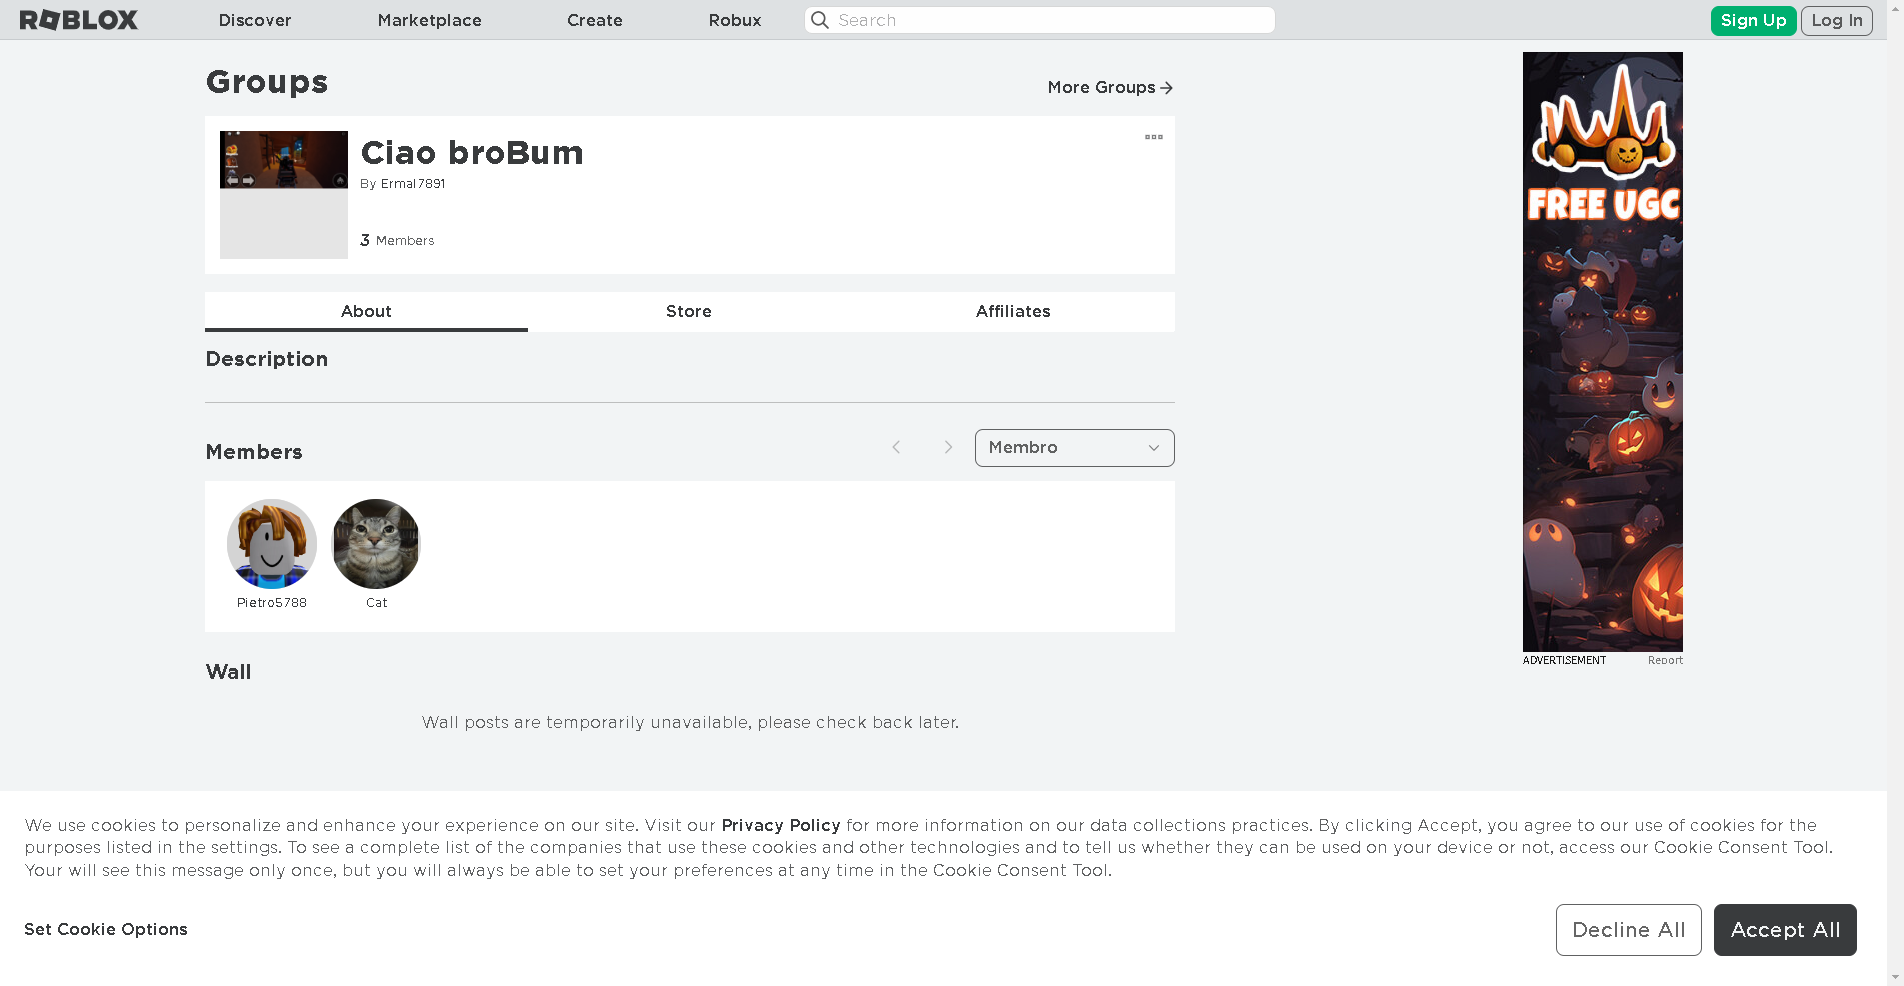 ROBLOX
Discover
Marketplace
Create
Robux
Search
Sign Up
Log In
Groups
More Groups
Ciao broBum
By Ermal7891
3 Members
About
Store
Affiliates
Description
Members
Membro
Pietro5788
Cat
Wall
Wall posts are temporarily unavailable, please check back later.
FREE UGC
ADVERTISEMENT
Report
We use cookies to personalize and enhance your experience on our site. Visit our Privacy Policy for more information on our data collections practices. By clicking Accept, you agree to our use of cookies for the
purposes listed in the settings. To see a complete list of the companies that use these cookies and other technologies and to tell us whether they can be used on your device or not, access our Cookie Consent Tool.
Your will see this message only once, but you will always be able to set your preferences at any time in the Cookie Consent Tool.
Set Cookie Options
Decline All
Accept All